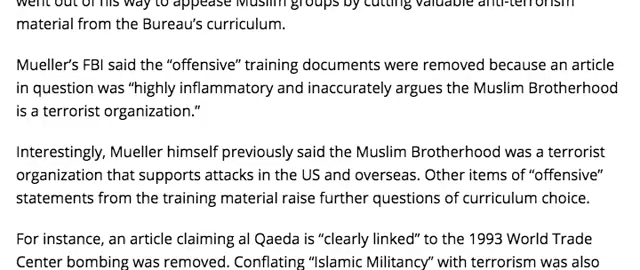 went out of his way to appease Muslim groups by cutting valuable anti-terrorism
material from the Bureau’s curriculum.
Mueller’s FBI said the “offensive” training documents were removed because an article
in question was “highly inflammatory and inaccurately argues the Muslim Brotherhood
is a terrorist organization.”
Interestingly, Mueller himself previously said the Muslim Brotherhood was a terrorist
organization that supports attacks in the US and overseas. Other items of “offensive”
statements from the training material raise further questions of curriculum choice.
For instance, an article claiming al Qaeda is “clearly linked” to the 1993 World Trade
Center bombing was removed. Conflating “Islamic Militancy” with terrorism was also